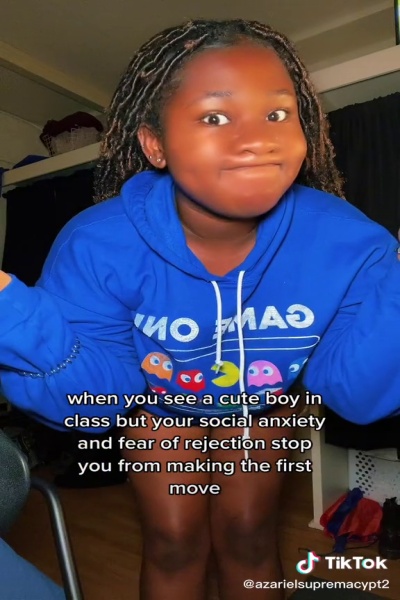 GAME ON!
when you see a cute boy in
class but your social anxiety
and fear of rejection stop
you from making the first
move
TikTok
@azarielsupremacypt2